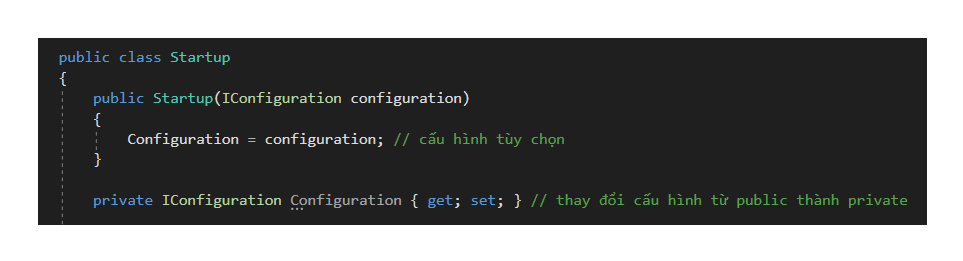 public class Startup
{
public Startup(IConfiguration configuration)
{
Configuration = configuration; // cấu hình tùy chọn
}
private IConfiguration Configuration { get; set; } // thay đổi cấu hình từ public thành private